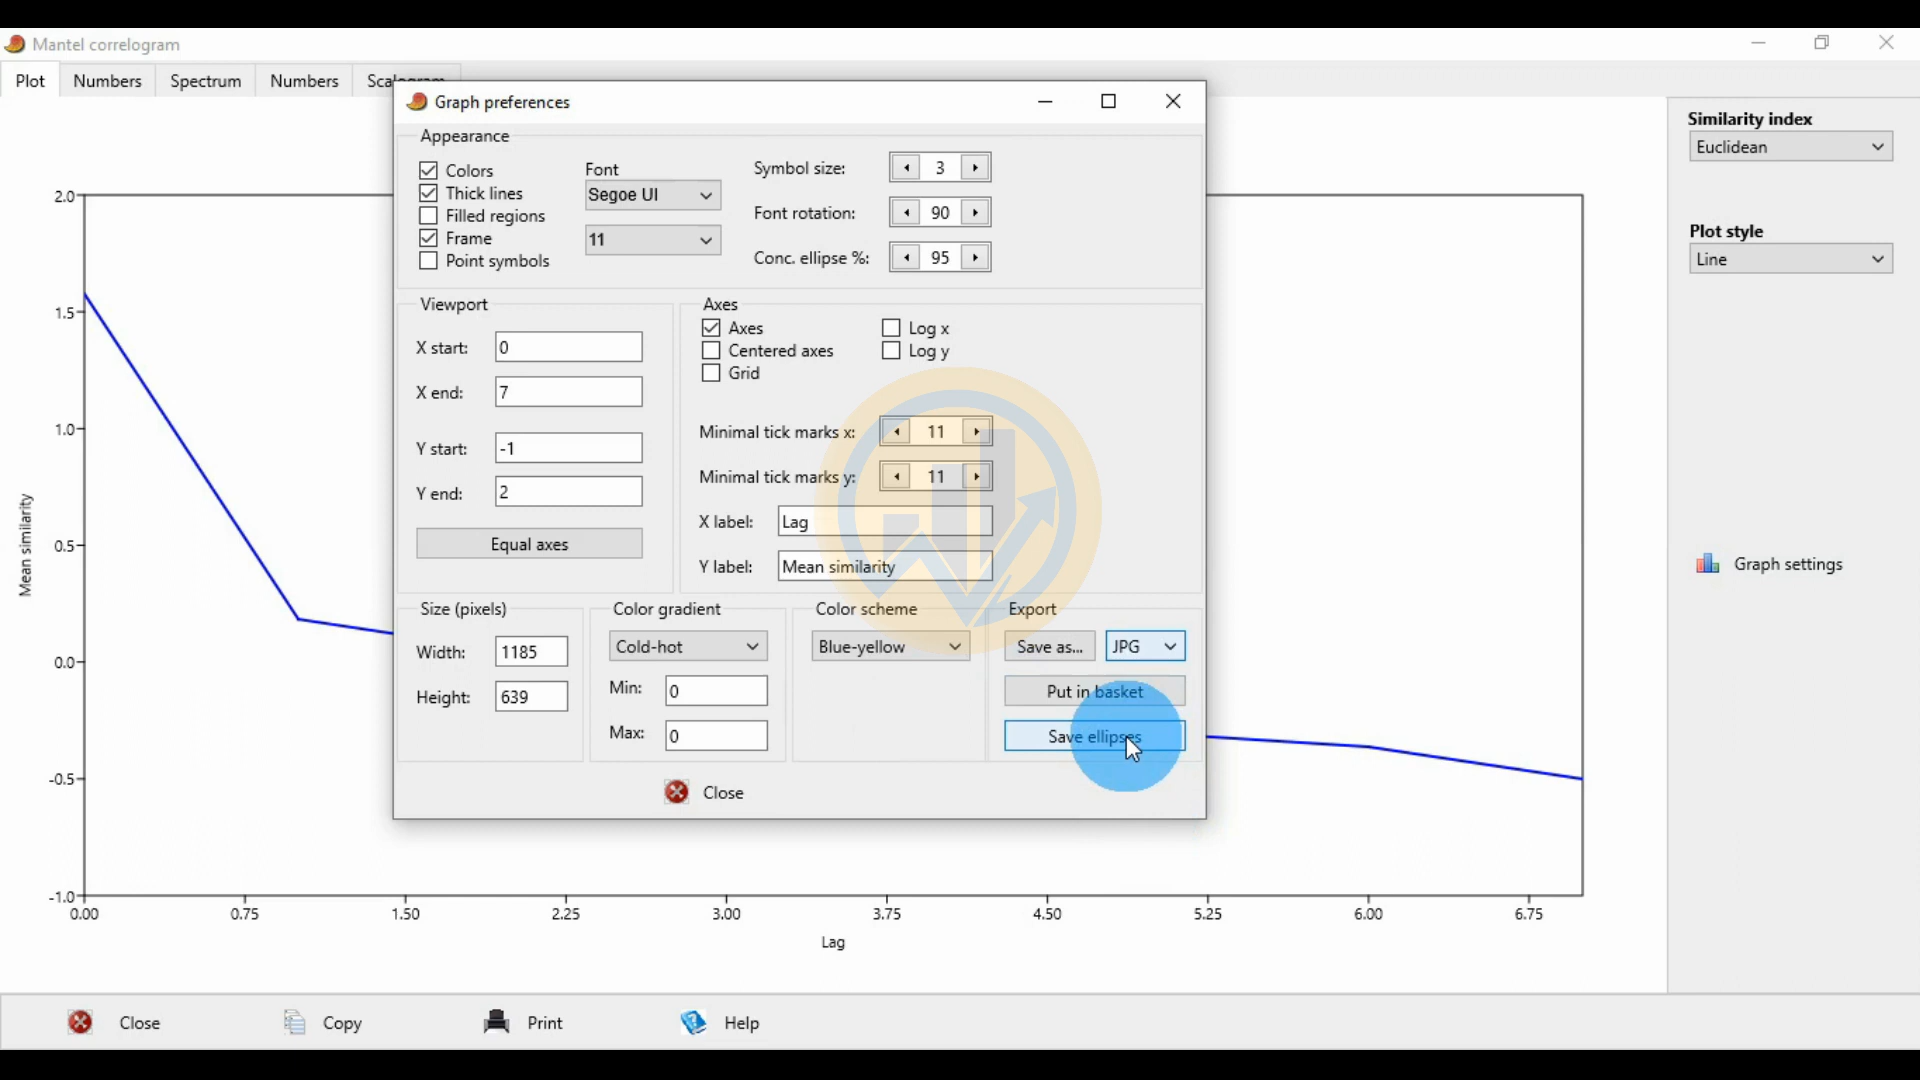 Mantel correlogram
Plot Numbers Spectrum Numbers Scalogram
Graph preferences
Appearance
Colors
Thick lines
Filled regions
Frame
Point symbols
Font
Segoe UI
11
Symbol size: 3
Font rotation: 90
Conc. ellipse %: 95
Viewport
X start: 0
X end: 7
Y start: -1
Y end: 2
Equal axes
Axes
Axes
Centered axes
Grid
Log x
Log y
Minimal tick marks x: 11
Minimal tick marks y: 11
X label: Lag
Y label: Mean similarity
Size (pixels)
Width: 1185
Height: 639
Color gradient
Cold-hot
Min: 0
Max: 0
Color scheme
Blue-yellow
Export
Save as... JPG
Put in basket
Save ellipses
Close
Similarity index
Euclidean
Plot style
Line
Graph settings
Mean similarity
2.0
1.5
1.0
0.5
0.0
-0.5
-1.0
0.00 0.75 1.50 2.25 3.00 3.75 4.50 5.25 6.00 6.75
Lag
Close Copy Print Help